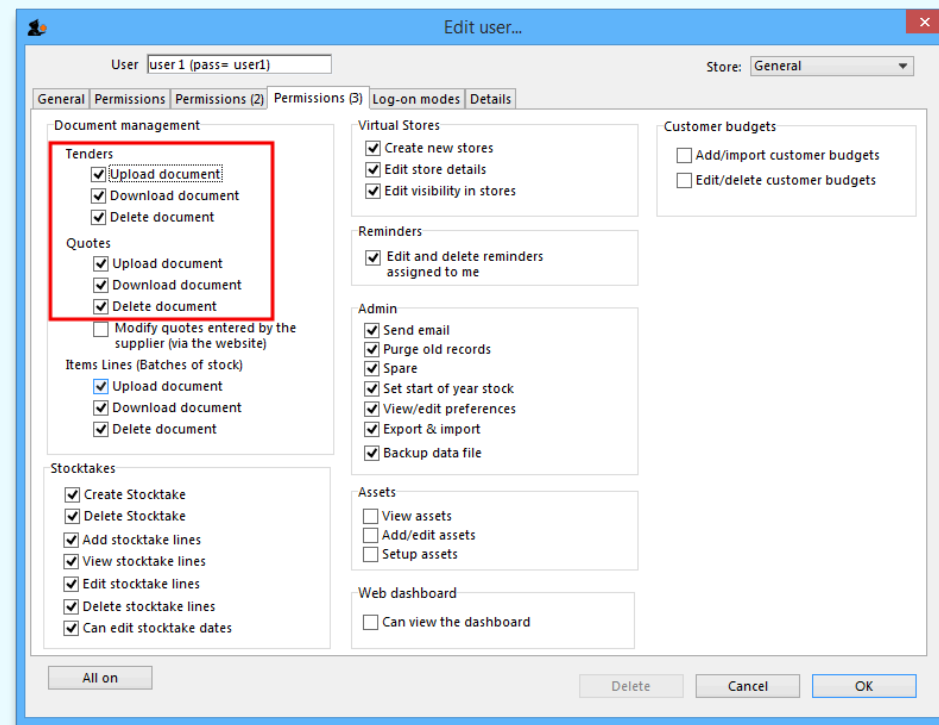 Edit user...
User user 1 (pass= user1)
Store: General
General Permissions Permissions (2) Permissions (3) Log-on modes Details
Document management
Tenders
Upload document
Download document
Delete document
Quotes
Upload document
Download document
Delete document
Modify quotes entered by the
supplier (via the website)
Items Lines (Batches of stock)
Upload document
Download document
Delete document
Stocktakes
Create Stocktake
Delete Stocktake
Add stocktake lines
View stocktake lines
Edit stocktake lines
Delete stocktake lines
Can edit stocktake dates
Virtual Stores
Create new stores
Edit store details
Edit visibility in stores
Reminders
Edit and delete reminders
assigned to me
Admin
Send email
Purge old records
Spare
Set start of year stock
View/edit preferences
Export & import
Backup data file
Assets
View assets
Add/edit assets
Setup assets
Web dashboard
Can view the dashboard
Customer budgets
Add/import customer budgets
Edit/delete customer budgets
All on
Delete
Cancel
OK